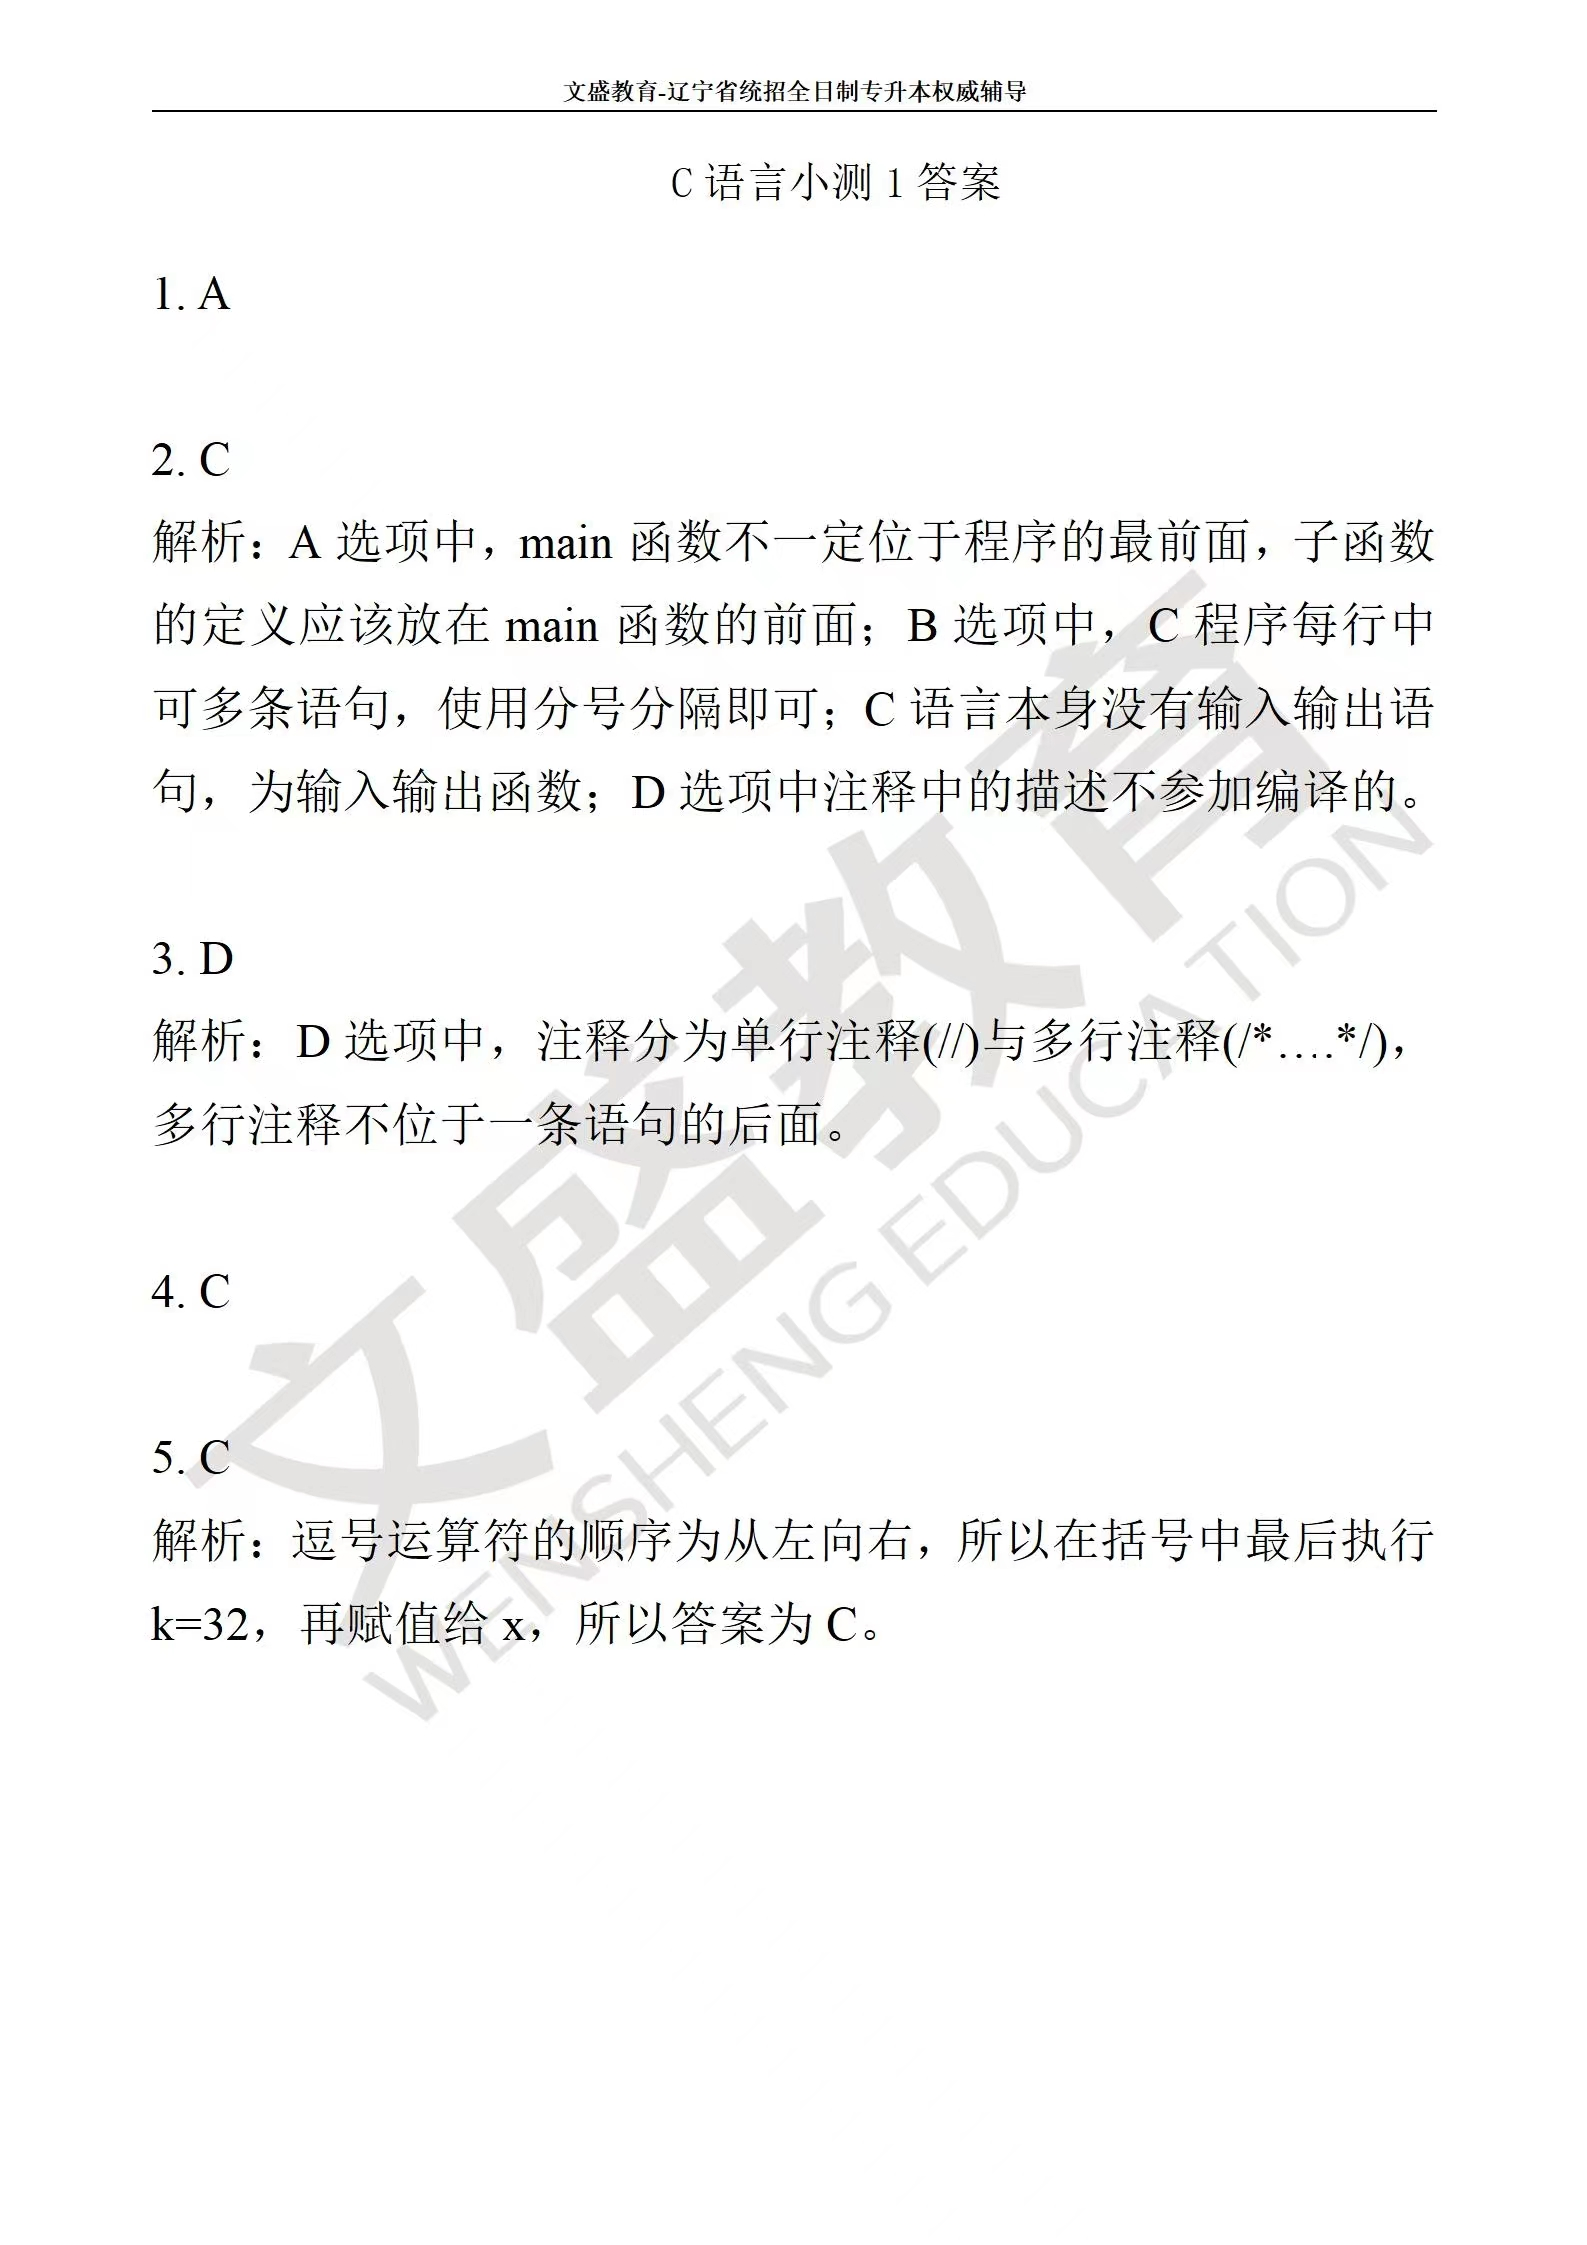 文盛教育-辽宁省统招全日制专升本权威辅导
C 语言小测 1 答案
1. A
2. C
解析：A 选项中，main 函数不一定位于程序的最前面，子函数
的定义应该放在 main 函数的前面；B 选项中，C 程序每行中
可多条语句，使用分号分隔即可；C 语言本身没有输入输出语
句，为输入输出函数；D 选项中注释中的描述不参加编译的。
3. D
解析：D 选项中，注释分为单行注释(//)与多行注释(/*….*/)，
多行注释不位于一条语句的后面。
4. C
5. C
解析：逗号运算符的顺序为从左向右，所以在括号中最后执行
k=32，再赋值给 x，所以答案为 C。
文盛教育
WENSHENG EDUCATION